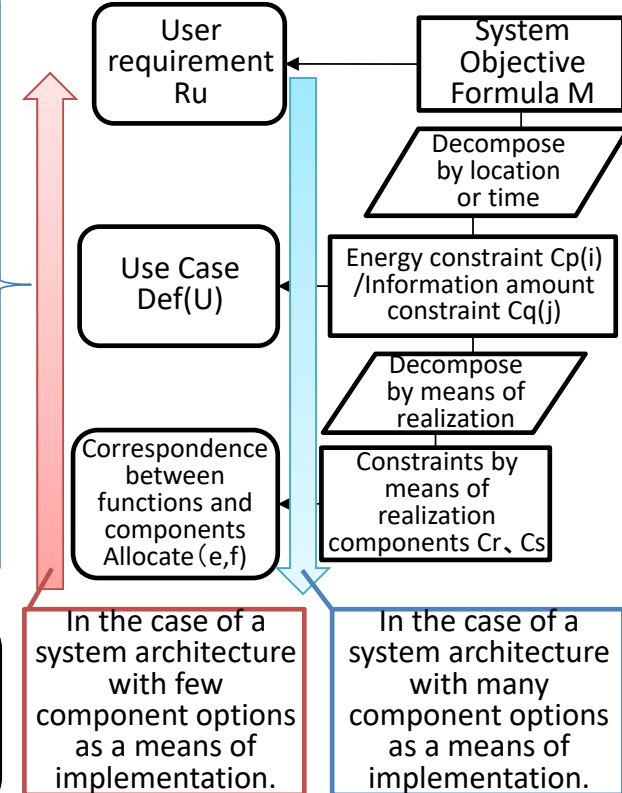 User
requirement
Ru
System
Objective
Formula M
Decompose
by location
or time
Use Case
Def(U)
Energy constraint Cp(i)
/Information amount
constraint Cq(j)
Decompose
by means of
realization
Correspondence
between
functions and
components
Allocate（e,f)
Constraints by
means of
realization
components Cr、Cs
In the case of a
system architecture
with few
component options
as a means of
implementation.
In the case of a
system architecture
with many
component options
as a means of
implementation.